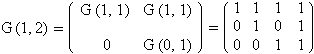 G (1, 2) = ( G (1, 1) G (1, 1) ) = ( 1 1 1 1 )
0 1 0 1
0 G (0, 1) 0 0 1 1